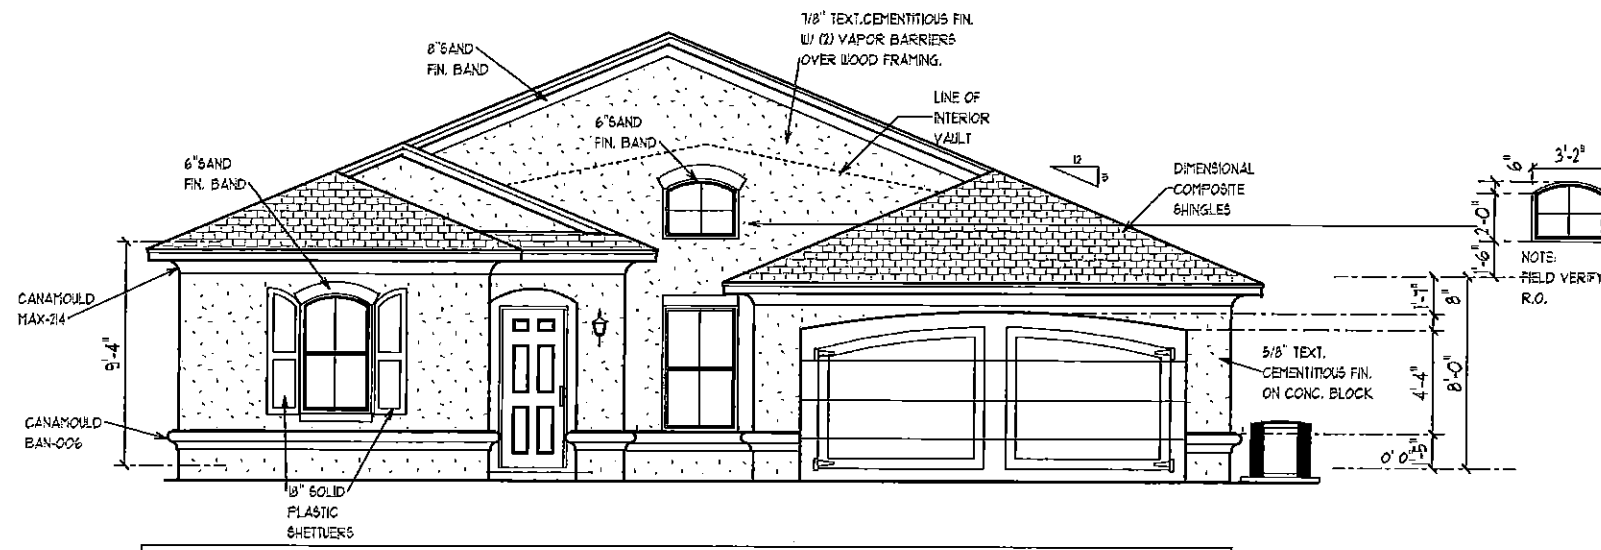 7/8" TEXT.CEMENTITIOUS FIN.
W/ (2) VAPOR BARRIERS
OVER WOOD FRAMING.
8"SAND
FIN. BAND
LINE OF
INTERIOR
VAULT
6"SAND
FIN. BAND
6"SAND
FIN. BAND
12
5
DIMENSIONAL
COMPOSITE
SHINGLES
6"
3'-2"
2'-0"
1'-6"
NOTE:
FIELD VERIFY
R.O.
CANAMOULD
MAX-214
9'-4"
1'-1"
8"
5/8" TEXT.
CEMENTITIOUS FIN.
ON CONC. BLOCK
4'-4"
8'-0"
CANAMOULD
BAN-006
0'-0"
18" SOLID
PLASTIC
SHETTUERS